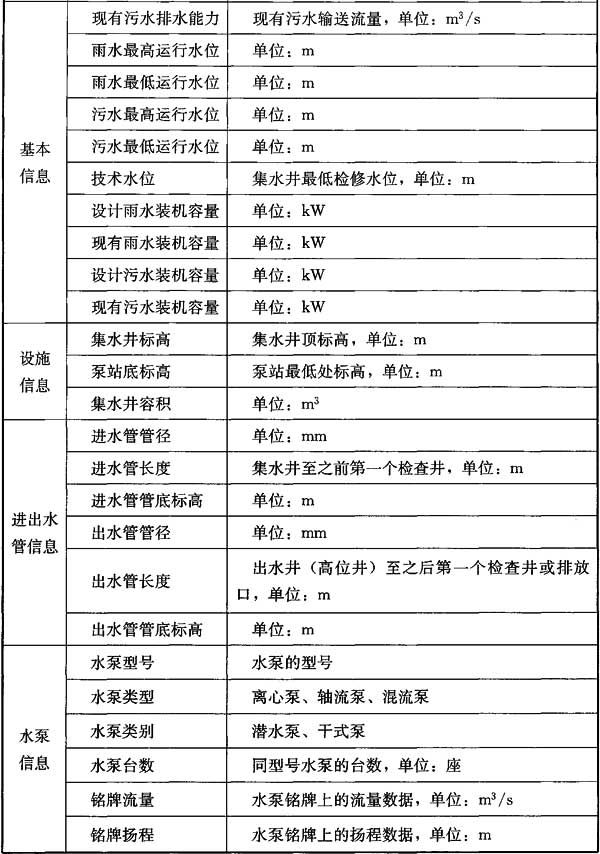 现有污水排水能力 现有污水输送流量，单位：m³/s
雨水最高运行水位 单位：m
雨水最低运行水位 单位：m
污水最高运行水位 单位：m
污水最低运行水位 单位：m
基本
信息
技术水位 集水井最低检修水位，单位：m
设计雨水装机容量 单位：kW
现有雨水装机容量 单位：kW
设计污水装机容量 单位：kW
现有污水装机容量 单位：kW
设施
信息
集水井标高 集水井顶标高，单位：m
泵站底标高 泵站最低处标高，单位：m
集水井容积 单位：m³
进出水
管信息
进水管管径 单位：mm
进水管长度 集水井至之前第一个检查井，单位：m
进水管管底标高 单位：m
出水管管径 单位：mm
出水管长度 出水井（高位井）至之后第一个检查井或排放
口，单位：m
出水管管底标高 单位：m
水泵
信息
水泵型号 水泵的型号
水泵类型 离心泵、轴流泵、混流泵
水泵类别 潜水泵、干式泵
水泵台数 同型号水泵的台数，单位：座
铭牌流量 水泵铭牌上的流量数据，单位：m³/s
铭牌扬程 水泵铭牌上的扬程数据，单位：m